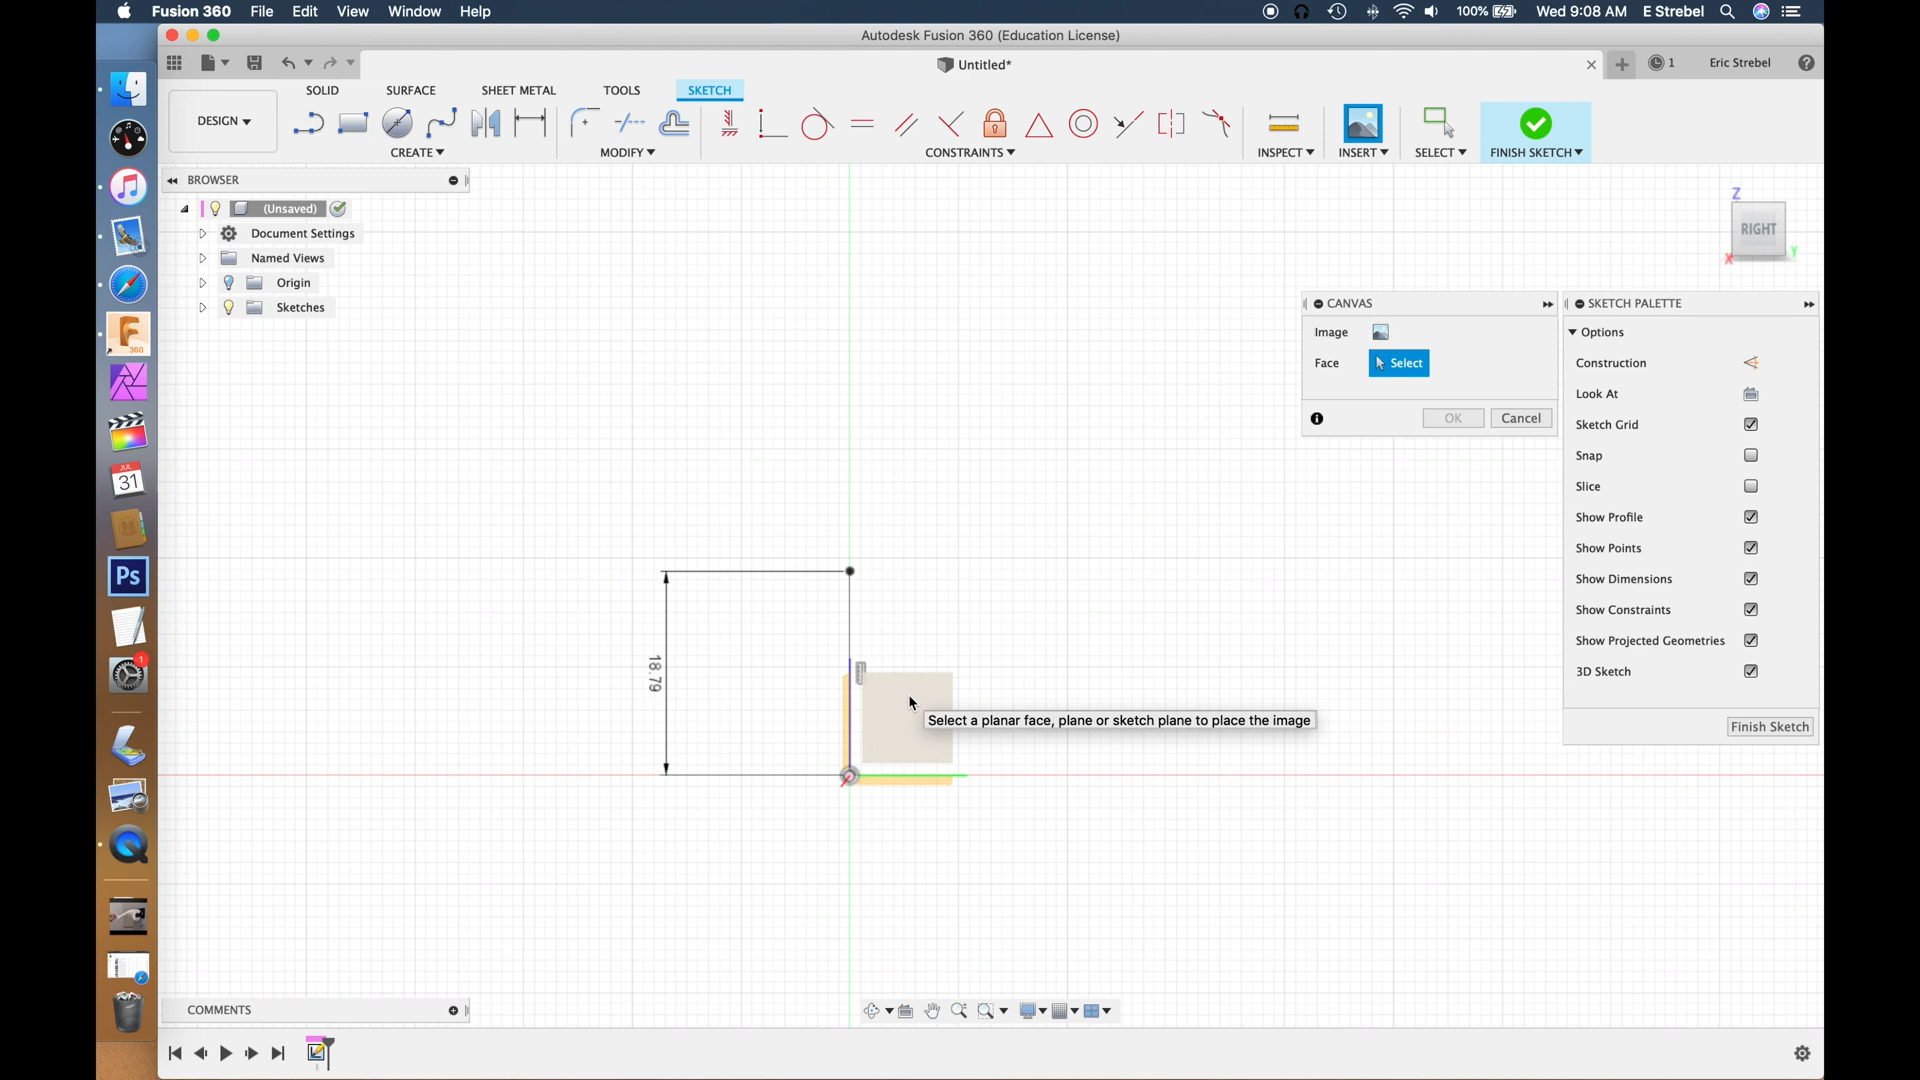 Fusion 360 File Edit View Window Help 100% Wed 9:08 AM E Strebel
Autodesk Fusion 360 (Education License)
Untitled* 1 Eric Strebel
SOLID SURFACE SHEET METAL TOOLS SKETCH
DESIGN
CREATE MODIFY CONSTRAINTS INSPECT INSERT SELECT FINISH SKETCH
BROWSER
(Unsaved)
Document Settings
Named Views
Origin
Sketches
Z
RIGHT
X Y
CANVAS
Image
Face Select
OK Cancel
SKETCH PALETTE
Options
Construction
Look At
Sketch Grid
Snap
Slice
Show Profile
Show Points
Show Dimensions
Show Constraints
Show Projected Geometries
3D Sketch
Finish Sketch
18.79
Select a planar face, plane or sketch plane to place the image
COMMENTS
F
360
JUL
31
Ps
1